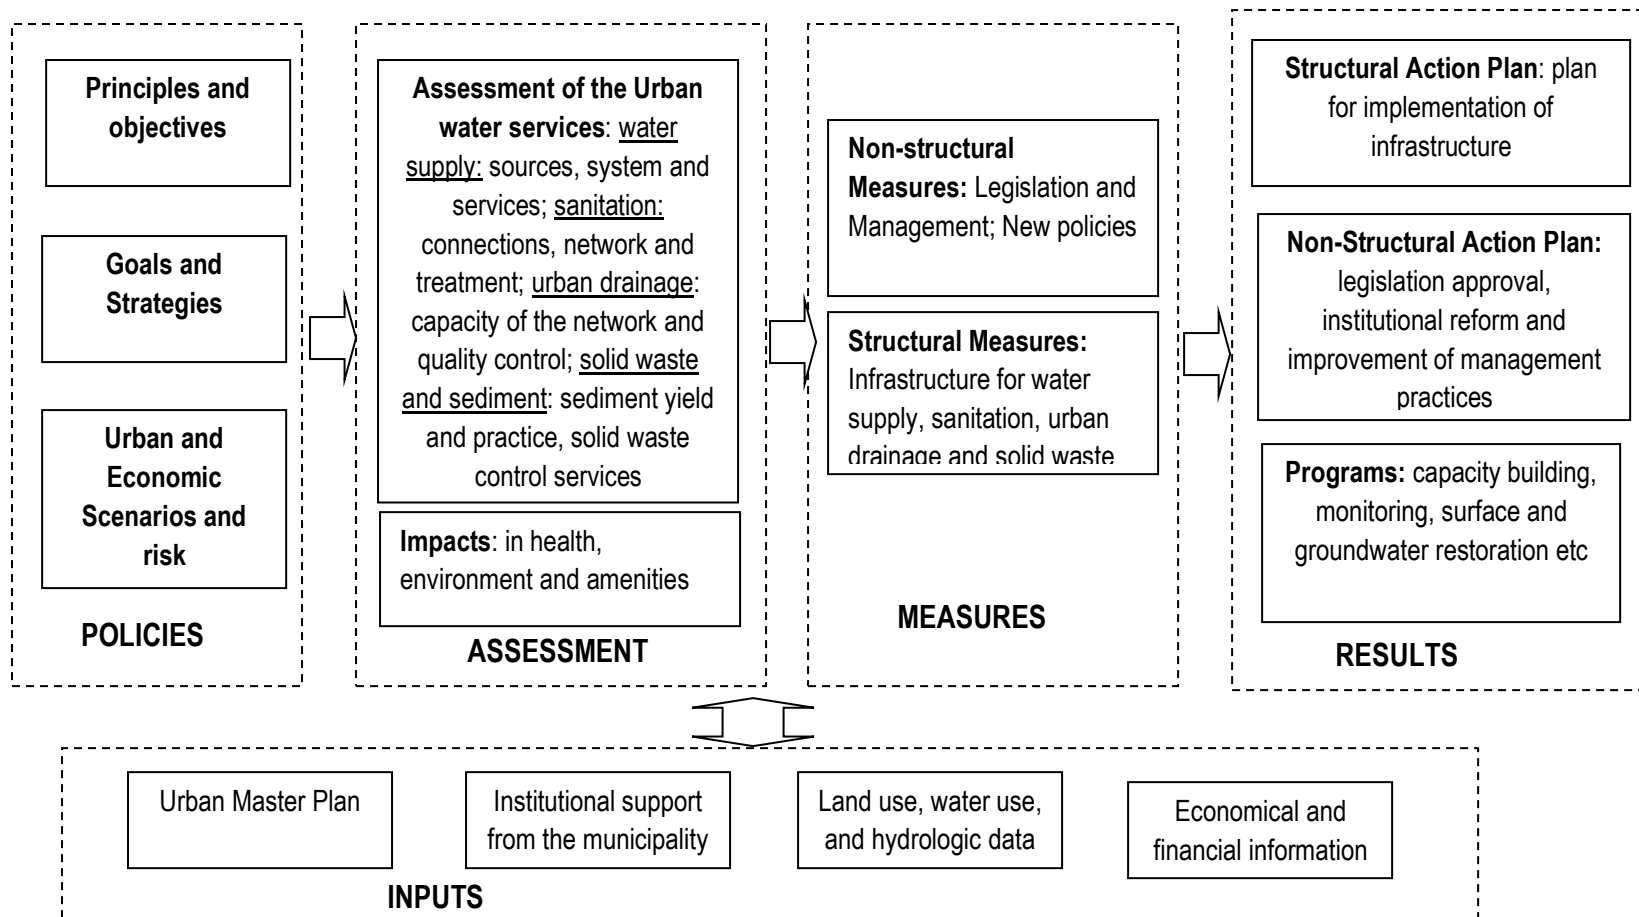 Principles and
objectives
Goals and
Strategies
Urban and
Economic
Scenarios and
risk
POLICIES
Assessment of the Urban
water services: water
supply: sources, system and
services; sanitation:
connections, network and
treatment; urban drainage:
capacity of the network and
quality control; solid waste
and sediment: sediment yield
and practice, solid waste
control services
Impacts: in health,
environment and amenities
ASSESSMENT
Non-structural
Measures: Legislation and
Management; New policies
Structural Measures:
Infrastructure for water
supply, sanitation, urban
drainage and solid waste
MEASURES
Structural Action Plan: plan
for implementation of
infrastructure
Non-Structural Action Plan:
legislation approval,
institutional reform and
improvement of management
practices
Programs: capacity building,
monitoring, surface and
groundwater restoration etc
RESULTS
Urban Master Plan
Institutional support
from the municipality
Land use, water use,
and hydrologic data
Economical and
financial information
INPUTS